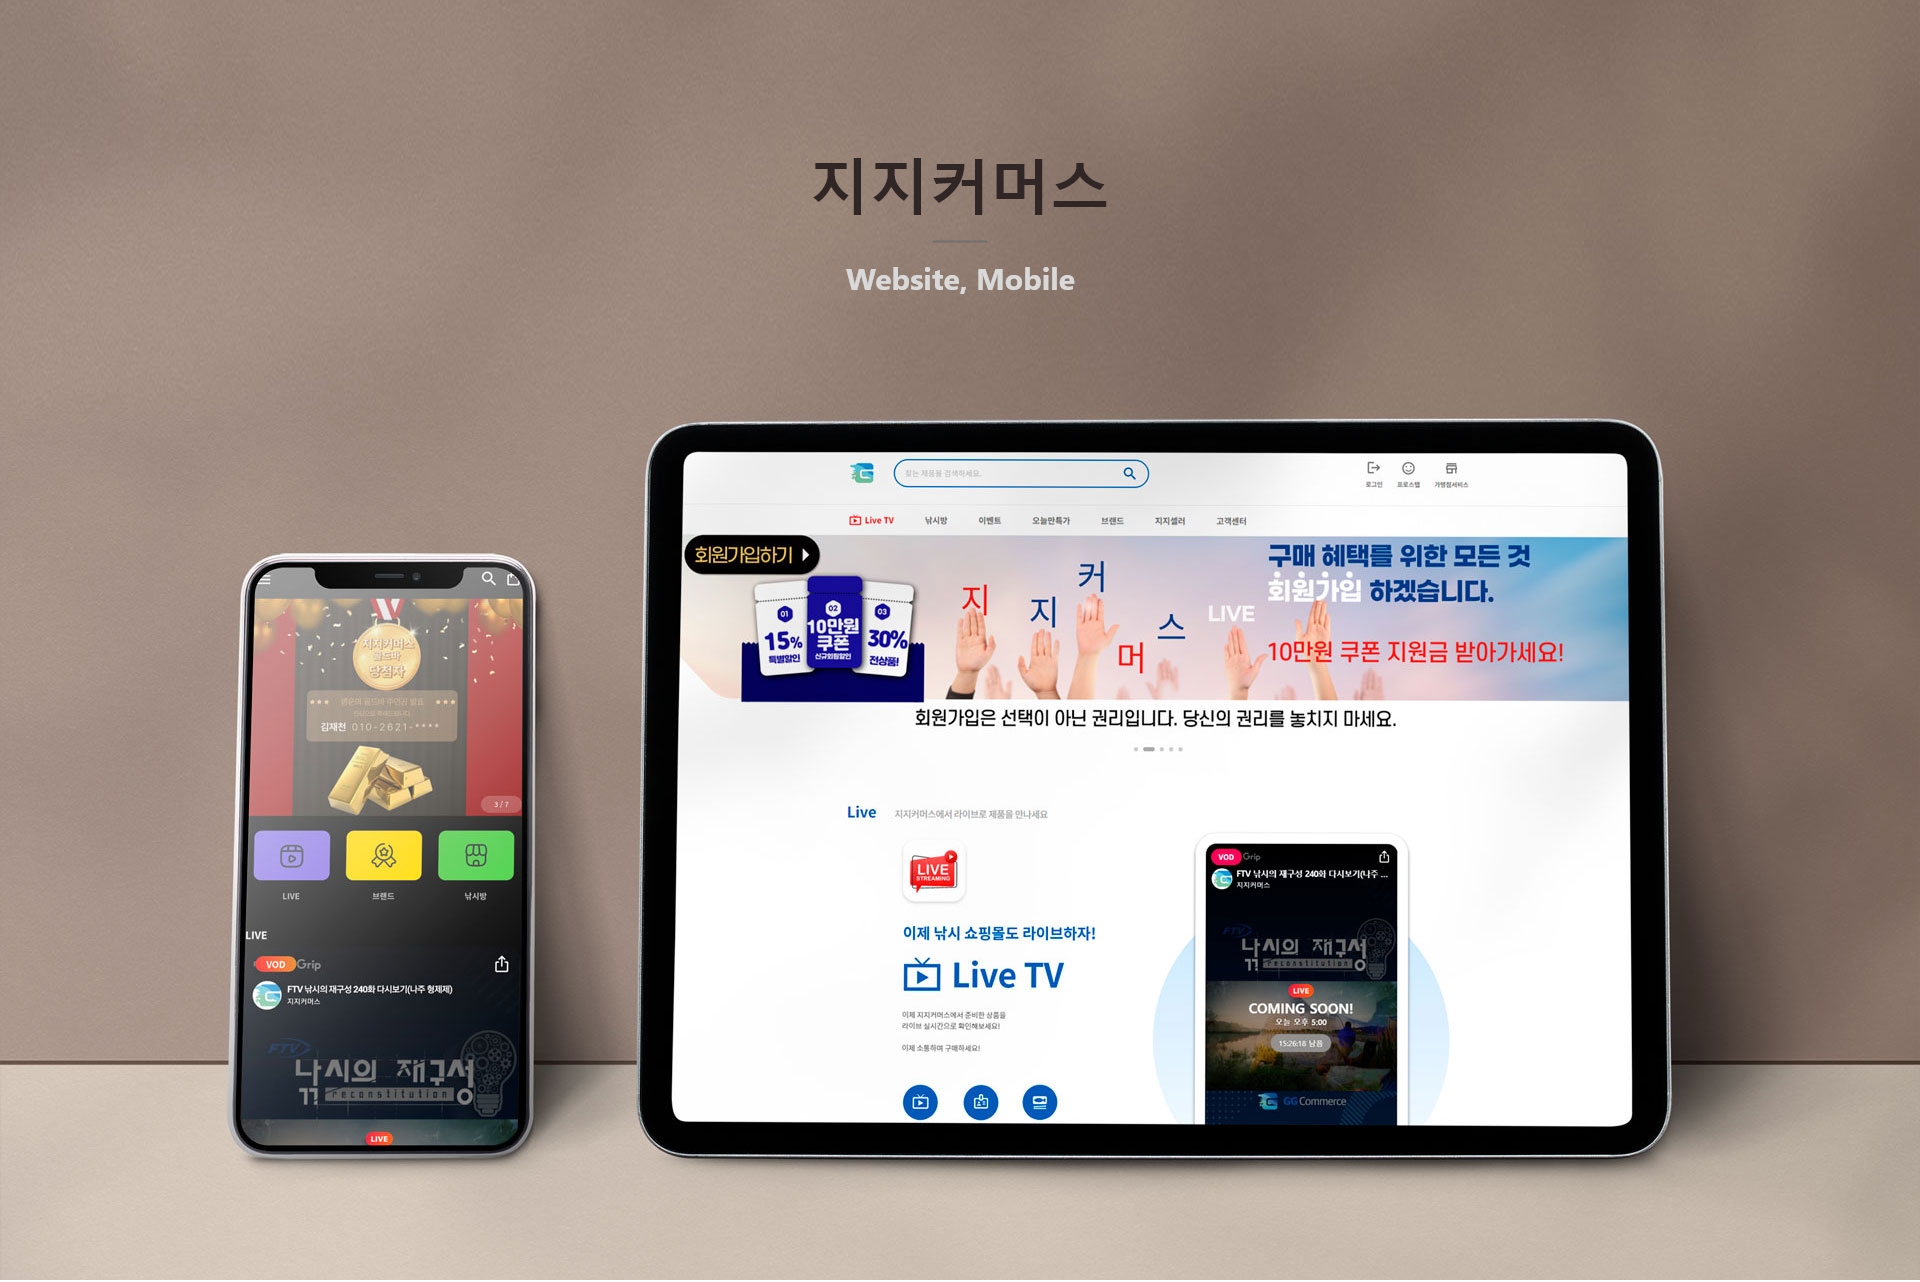 지지커머스
Website, Mobile
찾는 제품을 검색하세요.
로그인
프로스탭
가맹점서비스
Live TV
낚시방
이벤트
오늘만특가
브랜드
지지셀러
고객센터
회원가입하기
01
15%
특별할인
02
10만원
쿠폰
신규회원할인
03
30%
전상품!
지지커머스
LIVE
구매 혜택를 위한 모든 것
회원가입 하겠습니다.
10만원 쿠폰 지원금 받아가세요!
회원가입은 선택이 아닌 권리입니다. 당신의 권리를 놓치지 마세요.
Live
지지커머스에서 라이브로 제품을 만나세요
LIVE
STREAMING
이제 낚시 쇼핑몰도 라이브하자!
Live TV
이제 지지커머스에서 준비한 상품을
라이브 실시간으로 확인해보세요!
이제 소통하며 구매하세요!
VOD Grip
FTV 낚시의 재구성 240화 다시보기(나주 ...
지지커머스
FTV
낚시의 재구성
reconstitution
LIVE
COMING SOON!
오늘 오후 5:00
15:26:18 남음
GG Commerce
지지커머스
골드바
당첨자
김재천 010-2621-****
3 / 7
LIVE
브랜드
낚시방
LIVE
VOD Grip
FTV 낚시의 재구성 240화 다시보기(나주 형제제)
지지커머스
FTV
낚시의 재구성
reconstitution
LIVE